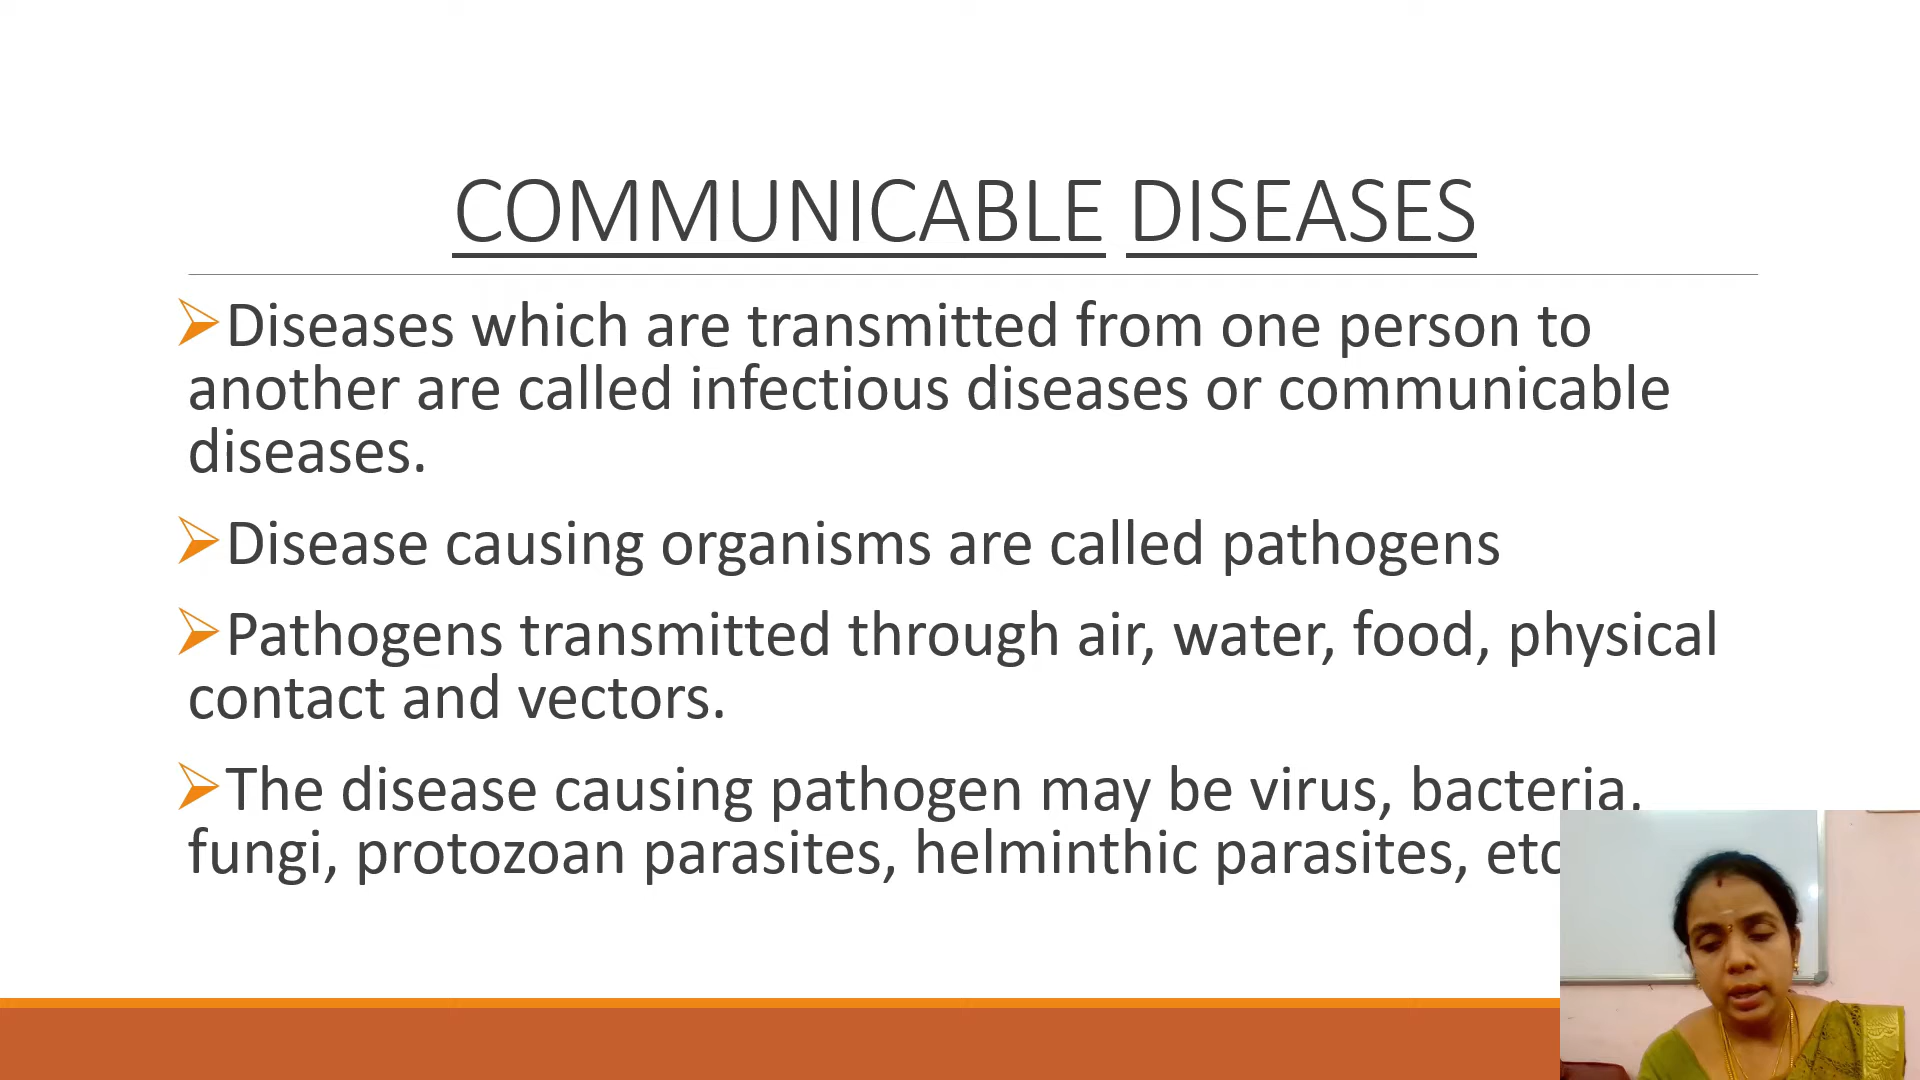 COMMUNICABLE DISEASES
➢Diseases which are transmitted from one person to
another are called infectious diseases or communicable
diseases.
➢Disease causing organisms are called pathogens
➢Pathogens transmitted through air, water, food, physical
contact and vectors.
➢The disease causing pathogen may be virus, bacteria,
fungi, protozoan parasites, helminthic parasites, etc